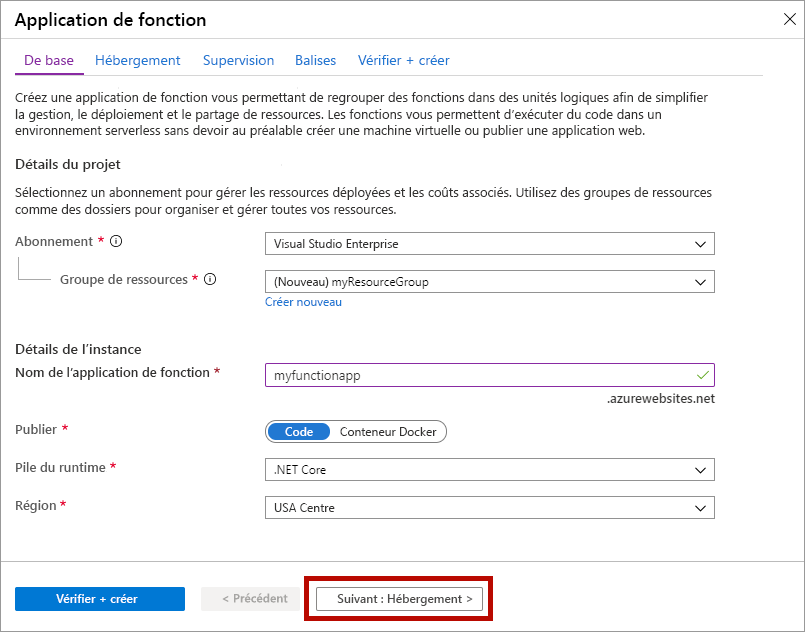 Application de fonction
De base Hébergement Supervision Balises Vérifier + créer
Créez une application de fonction vous permettant de regrouper des fonctions dans des unités logiques afin de simplifier
la gestion, le déploiement et le partage de ressources. Les fonctions vous permettent d'exécuter du code dans un
environnement serverless sans devoir au préalable créer une machine virtuelle ou publier une application web.
Détails du projet
Sélectionnez un abonnement pour gérer les ressources déployées et les coûts associés. Utilisez des groupes de ressources
comme des dossiers pour organiser et gérer toutes vos ressources.
Abonnement * Visual Studio Enterprise
Groupe de ressources * (Nouveau) myResourceGroup
Créer nouveau
Détails de l'instance
Nom de l'application de fonction * myfunctionapp
.azurewebsites.net
Publier * Code Conteneur Docker
Pile du runtime * .NET Core
Région * USA Centre
Vérifier + créer < Précédent Suivant : Hébergement >